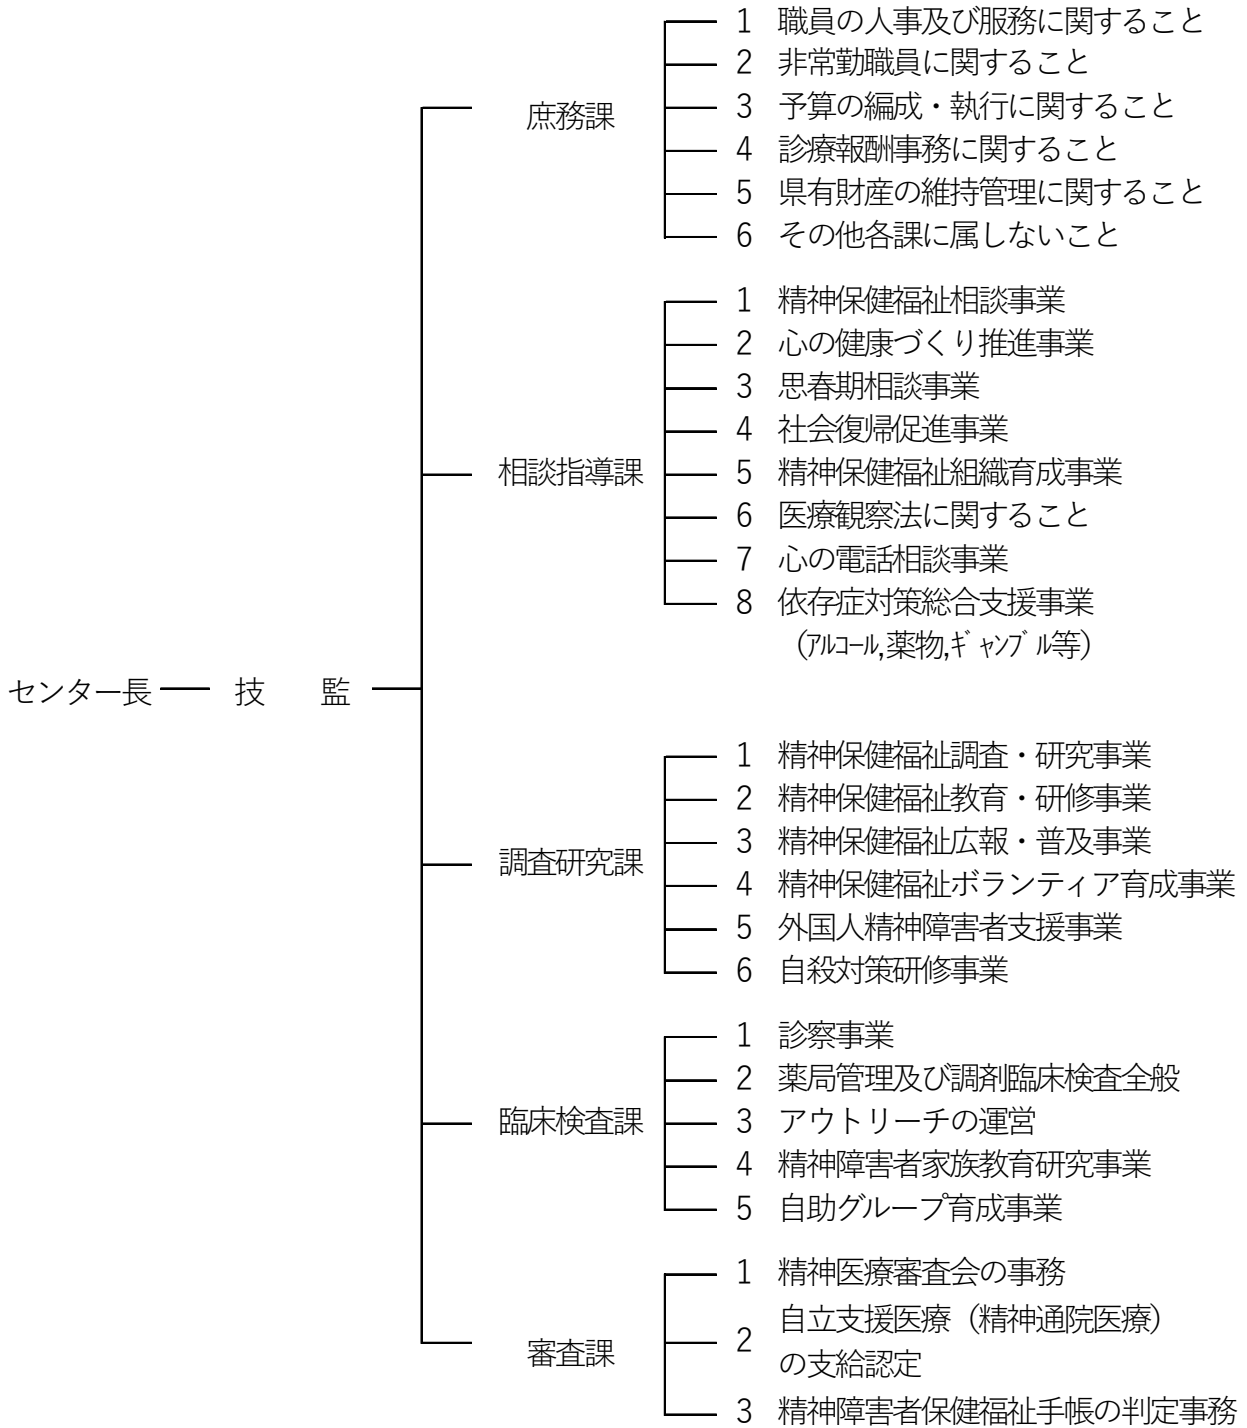 センター長
技　監
庶務課
1 職員の人事及び服務に関すること
2 非常勤職員に関すること
3 予算の編成・執行に関すること
4 診療報酬事務に関すること
5 県有財産の維持管理に関すること
6 その他各課に属しないこと
相談指導課
1 精神保健福祉相談事業
2 心の健康づくり推進事業
3 思春期相談事業
4 社会復帰促進事業
5 精神保健福祉組織育成事業
6 医療観察法に関すること
7 心の電話相談事業
8 依存症対策総合支援事業
（ｱﾙｺｰﾙ,薬物,ｷﾞｬﾝﾌﾞﾙ等）
調査研究課
1 精神保健福祉調査・研究事業
2 精神保健福祉教育・研修事業
3 精神保健福祉広報・普及事業
4 精神保健福祉ボランティア育成事業
5 外国人精神障害者支援事業
6 自殺対策研修事業
臨床検査課
1 診察事業
2 薬局管理及び調剤臨床検査全般
3 アウトリーチの運営
4 精神障害者家族教育研究事業
5 自助グループ育成事業
審査課
1 精神医療審査会の事務
2 自立支援医療（精神通院医療）
の支給認定
3 精神障害者保健福祉手帳の判定事務